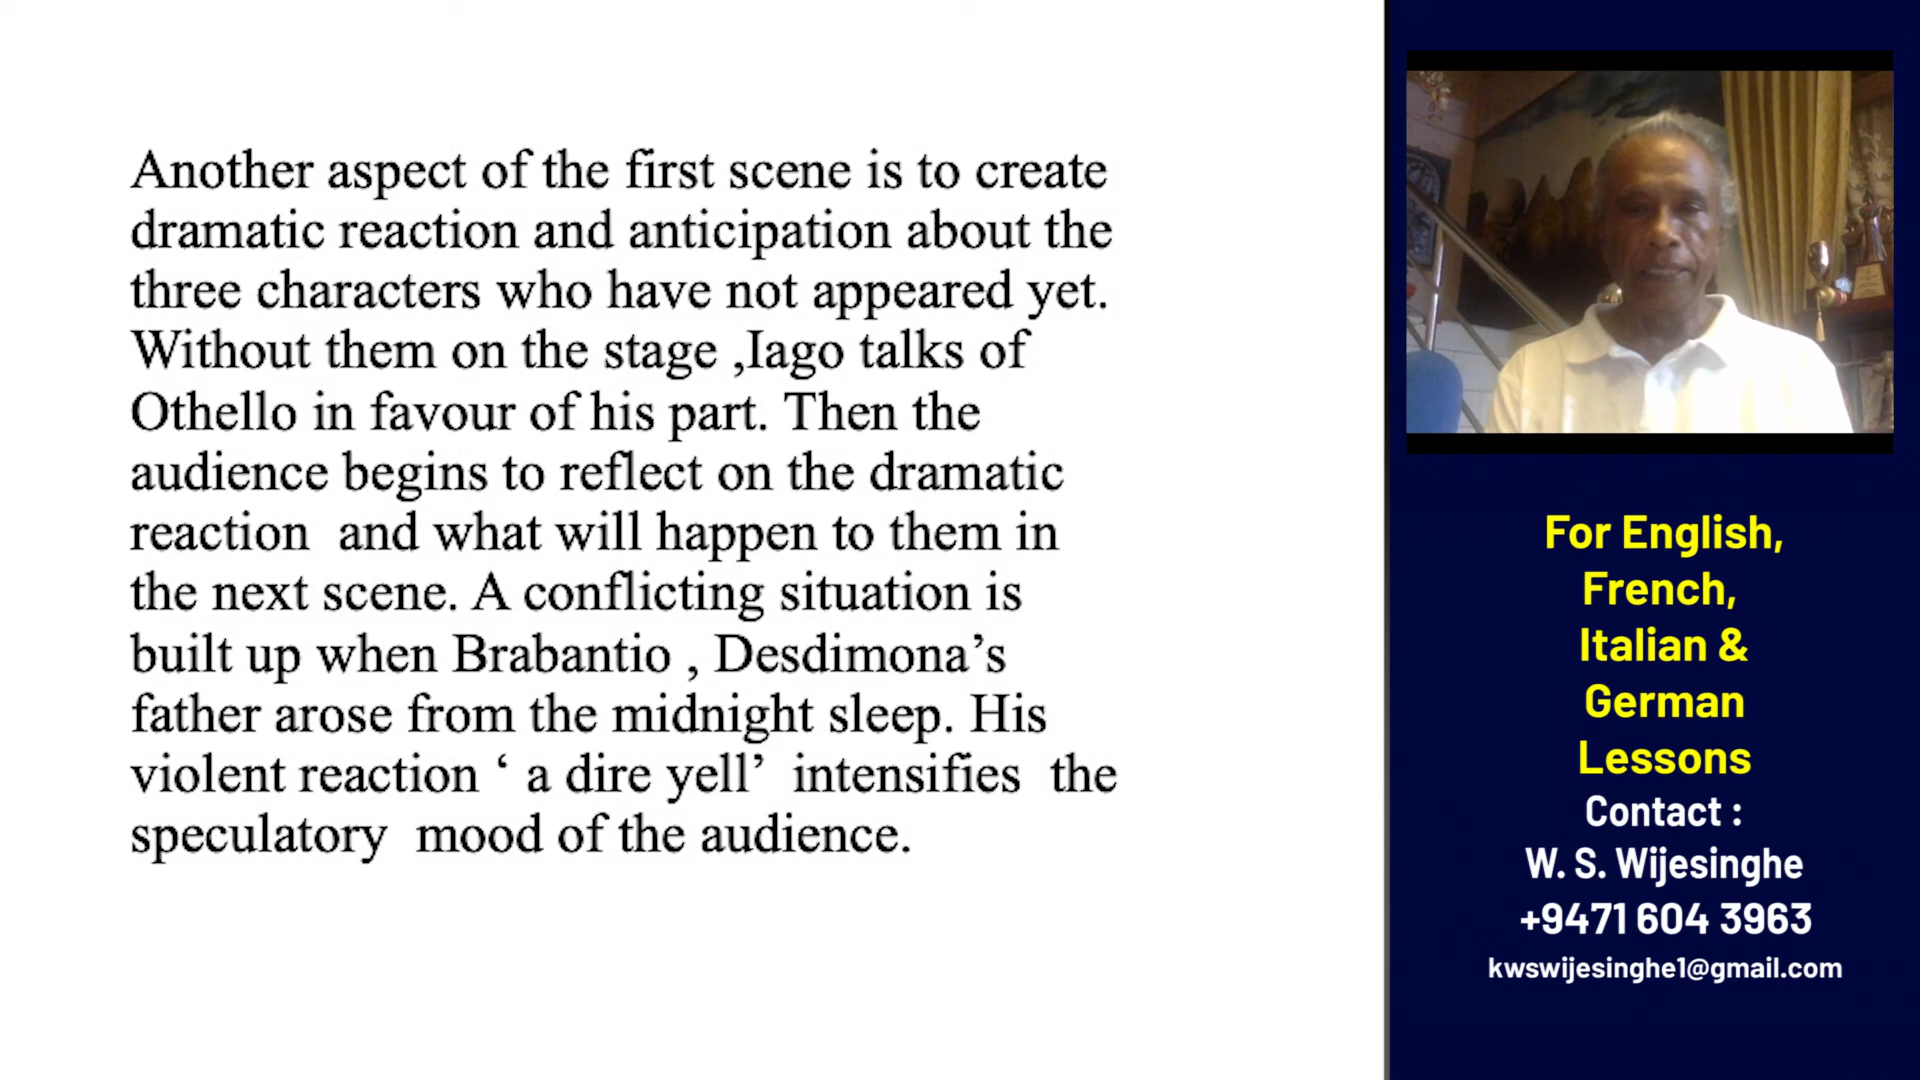 Another aspect of the first scene is to create
dramatic reaction and anticipation about the
three characters who have not appeared yet.
Without them on the stage ,Iago talks of
Othello in favour of his part. Then the
audience begins to reflect on the dramatic
reaction  and what will happen to them in
the next scene. A conflicting situation is
built up when Brabantio , Desdimona’s
father arose from the midnight sleep. His
violent reaction ‘ a dire yell’  intensifies  the
speculatory  mood of the audience.
For English,
French,
Italian &
German
Lessons
Contact :
W. S. Wijesinghe
+9471 604 3963
kwswijesinghe1@gmail.com